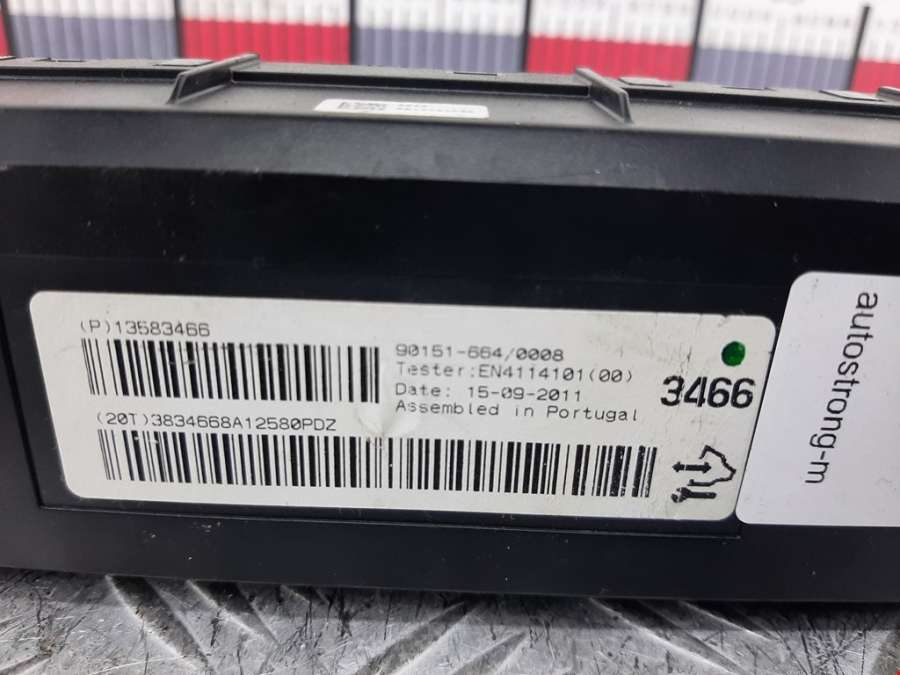 (P)13583466
90151-664/0008
Tester:EN4114101(00)
Date: 15-09-2011
Assembled in Portugal
3466
(20T)3834668A12580PDZ
autostrong-m